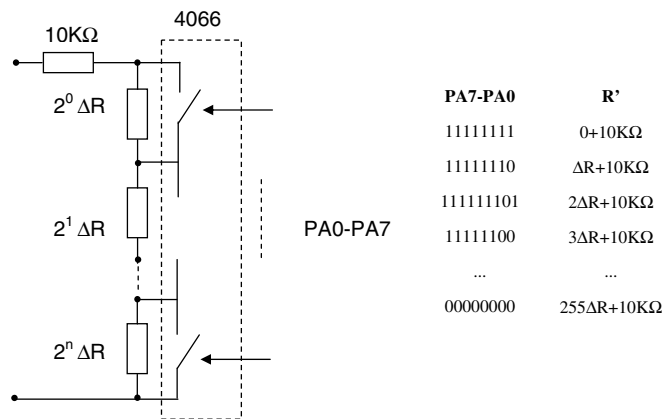 4066
10KΩ
2⁰ ΔR
2¹ ΔR
2ⁿ ΔR
PA0-PA7
PA7-PA0 R’
11111111 0+10KΩ
11111110 ΔR+10KΩ
111111101 2ΔR+10KΩ
11111100 3ΔR+10KΩ
... ...
00000000 255ΔR+10KΩ